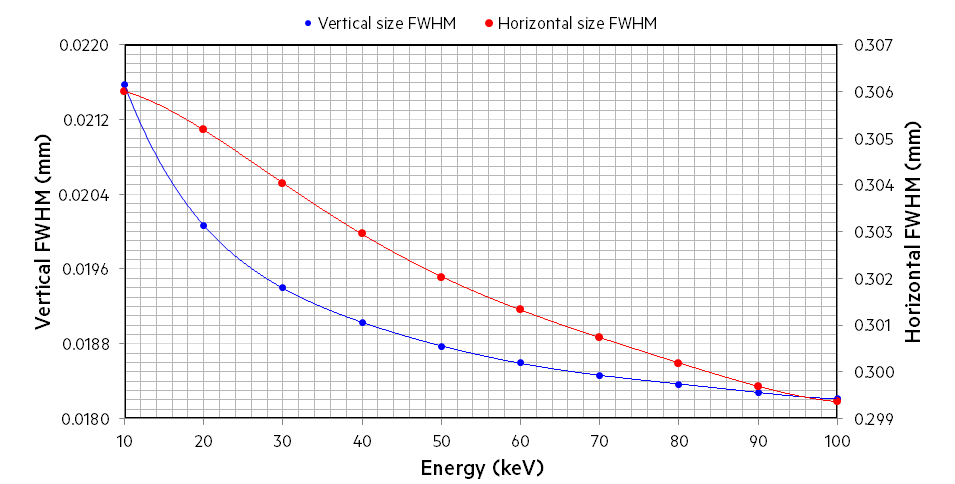 Vertical size FWHM Horizontal size FWHM
0.0220 0.307
0.306
0.0212
0.305
0.0204
0.304
0.303
0.0196
0.302
0.0188
0.301
0.300
0.0180 0.299
Vertical FWHM (mm)
Horizontal FWHM (mm)
10 20 30 40 50 60 70 80 90 100
Energy (keV)